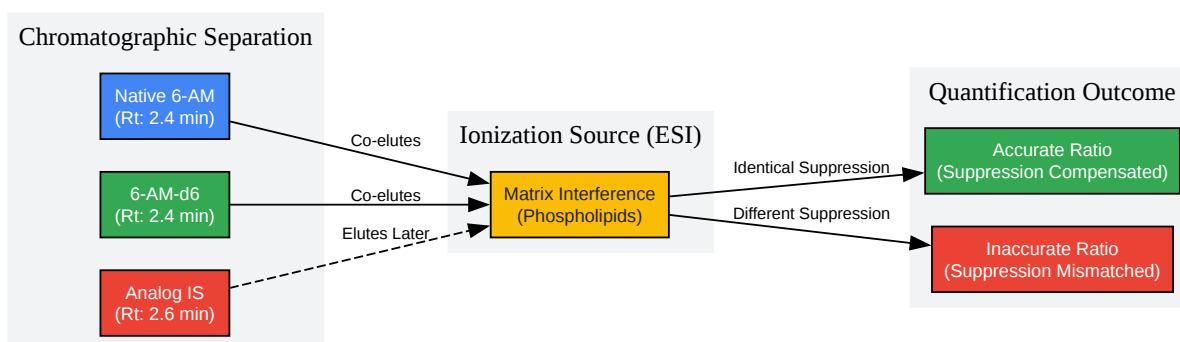 Chromatographic Separation
Native 6-AM
(Rt: 2.4 min)
6-AM-d6
(Rt: 2.4 min)
Analog IS
(Rt: 2.6 min)
Co-elutes
Co-elutes
Elutes Later
Ionization Source (ESI)
Matrix Interference
(Phospholipids)
Identical Suppression
Different Suppression
Quantification Outcome
Accurate Ratio
(Suppression Compensated)
Inaccurate Ratio
(Suppression Mismatched)